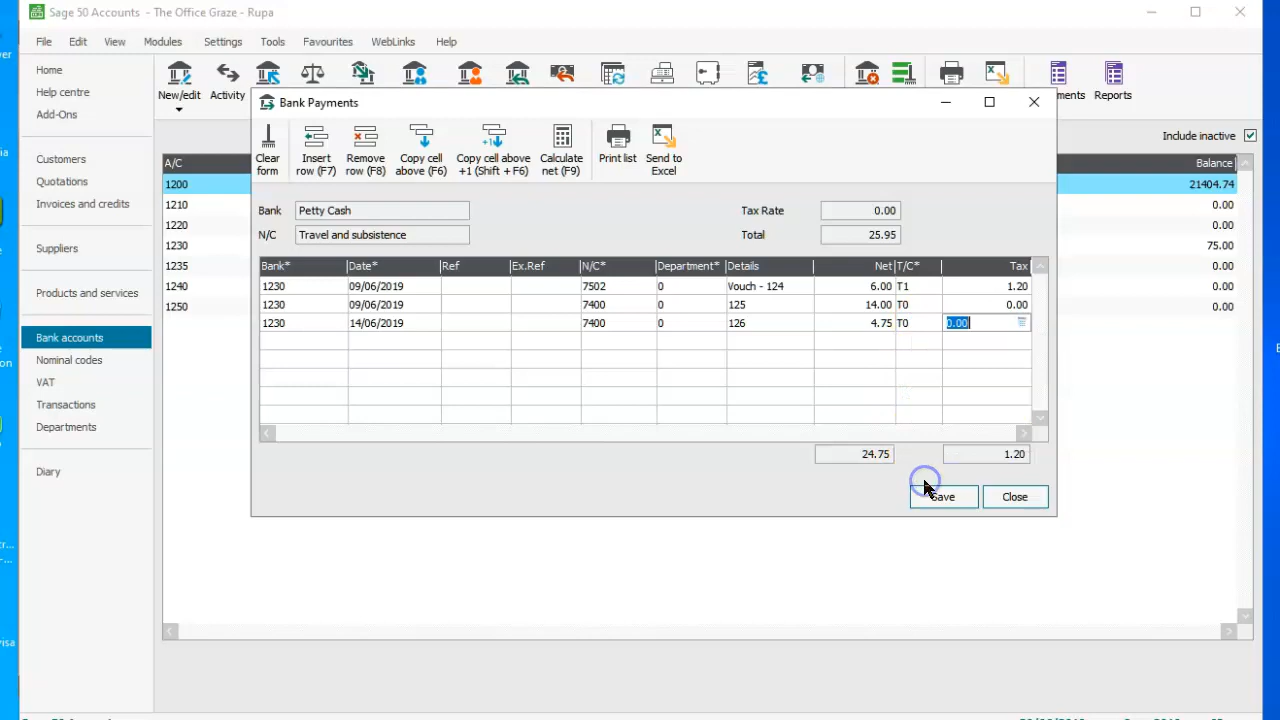 Sage 50 Accounts - The Office Graze - Rupa
File Edit View Modules Settings Tools Favourites WebLinks Help
Home
Help centre
Add-Ons
Customers
Quotations
Invoices and credits
Suppliers
Products and services
Bank accounts
Nominal codes
VAT
Transactions
Departments
Diary
New/edit Activity Reports
Include inactive
A/C Balance
1200 21404.74
1210 0.00
1220 0.00
1230 75.00
1235 0.00
1240 0.00
1250 0.00
Bank Payments
Clear form
Insert row (F7)
Remove row (F8)
Copy cell above (F6)
Copy cell above +1 (Shift + F6)
Calculate net (F9)
Print list
Send to Excel
Bank Petty Cash Tax Rate 0.00
N/C Travel and subsistence Total 25.95
Bank* Date* Ref Ex.Ref N/C* Department* Details Net T/C* Tax
1230 09/06/2019 7502 0 Vouch - 124 6.00 T1 1.20
1230 09/06/2019 7400 0 125 14.00 T0 0.00
1230 14/06/2019 7400 0 126 4.75 T0 0.00
24.75 1.20
Save Close